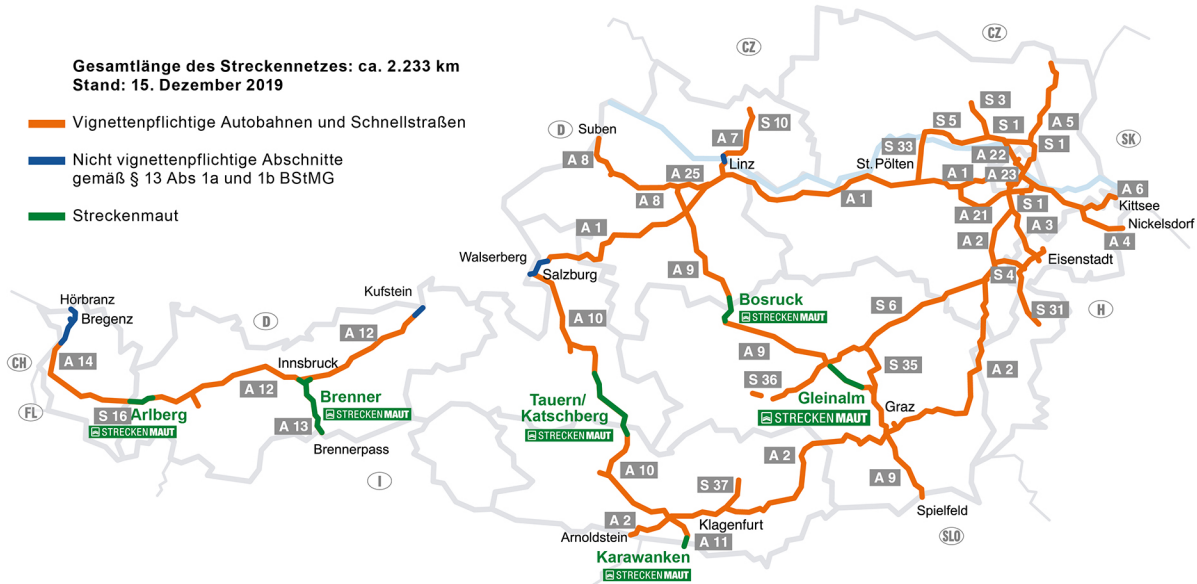 Gesamtlänge des Streckennetzes: ca. 2.233 km
Stand: 15. Dezember 2019
Vignettenpflichtige Autobahnen und Schnellstraßen
Nicht vignettenpflichtige Abschnitte
gemäß § 13 Abs 1a und 1b BStMG
Streckenmaut
CZ
CZ
D
Suben
A 8
A 7
S 10
Linz
A 25
A 8
A 1
S 33
St. Pölten
S 5
S 3
S 1
A 5
S 1
A 22
A 23
A 1
A 21
S 1
SK
A 6
Kittsee
Nickelsdorf
A 4
A 3
A 2
Eisenstadt
S 4
S 31
H
A 1
Walserberg
Salzburg
A 9
A 10
Bosruck
STRECKENMAUT
S 6
A 9
S 36
S 35
A 2
Gleinalm
STRECKENMAUT
Graz
Hörbranz
Bregenz
D
Kufstein
A 12
CH
A 14
Innsbruck
A 12
FL
S 16
Arlberg
STRECKENMAUT
Brenner
STRECKENMAUT
A 13
Brennerpass
I
Tauern/
Katschberg
STRECKENMAUT
A 10
A 2
S 37
A 9
Spielfeld
SLO
A 2
Arnoldstein
Klagenfurt
A 11
Karawanken
STRECKENMAUT